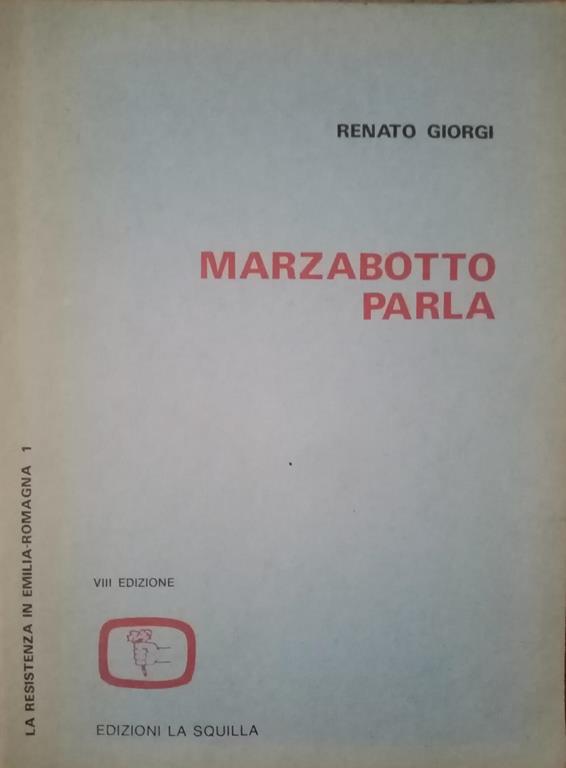 RENATO GIORGI
MARZABOTTO
PARLA
LA RESISTENZA IN EMILIA-ROMAGNA 1
VIII EDIZIONE
EDIZIONI LA SQUILLA